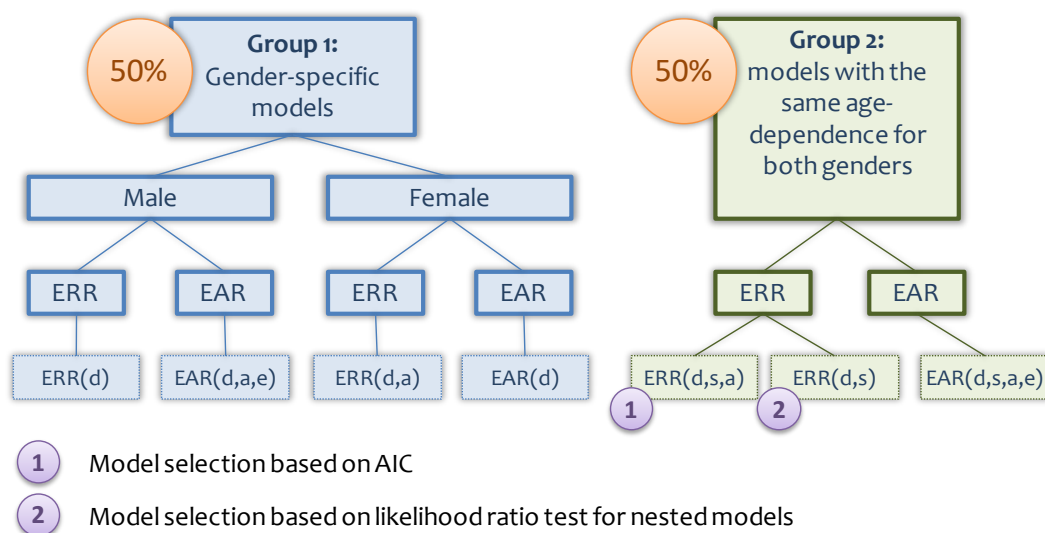 50%
Group 1:
Gender-specific
models
50%
Group 2:
models with the
same age-
dependence for
both genders
Male
Female
ERR
EAR
ERR
EAR
ERR
EAR
ERR(d)
EAR(d,a,e)
ERR(d,a)
EAR(d)
ERR(d,s,a)
ERR(d,s)
EAR(d,s,a,e)
1
2
1 Model selection based on AIC
2 Model selection based on likelihood ratio test for nested models